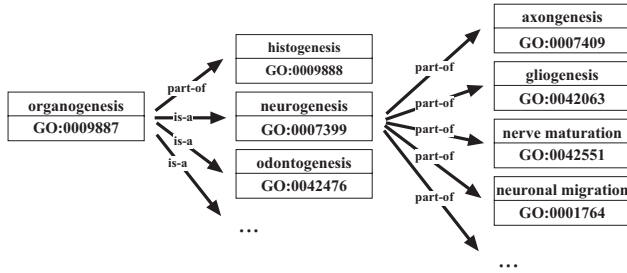 organogenesis
GO:0009887
part-of
is-a
is-a
is-a
histogenesis
GO:0009888
neurogenesis
GO:0007399
odontogenesis
GO:0042476
...
part-of
part-of
part-of
part-of
part-of
axongenesis
GO:0007409
gliogenesis
GO:0042063
nerve maturation
GO:0042551
neuronal migration
GO:0001764
...